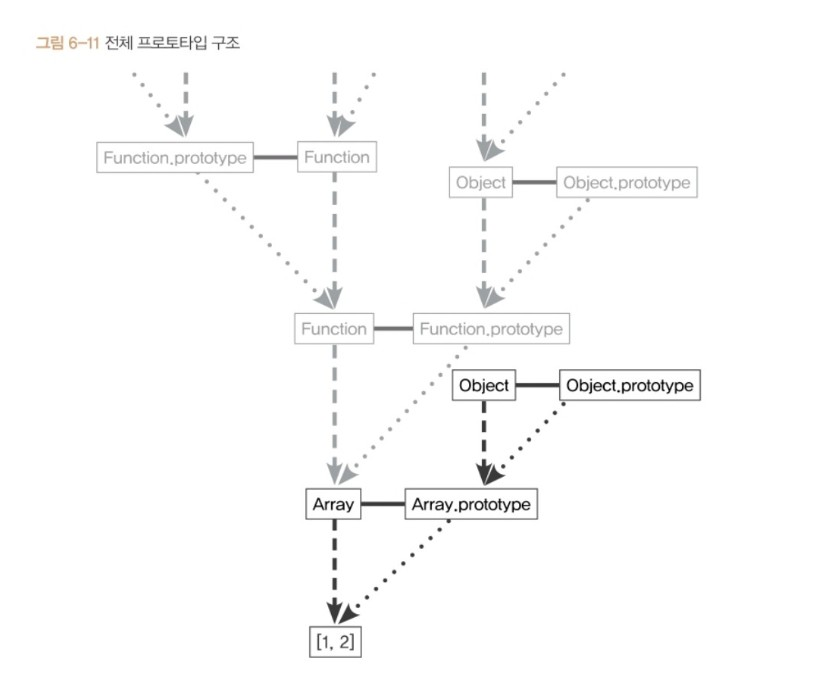 그림 6-11 전체 프로토타입 구조
Function.prototype
Function
Object
Object.prototype
Function
Function.prototype
Object
Object.prototype
Array
Array.prototype
[1, 2]